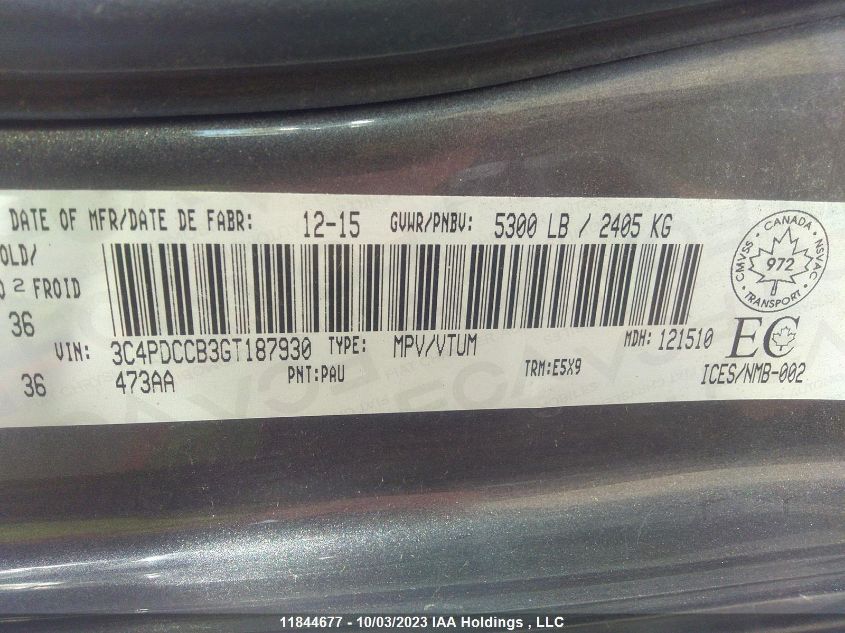 DATE OF MFR/DATE DE FABR: 12-15 GVWR/PNBV: 5300 LB / 2405 KG
OLD/
2 FROID
36
VIN: 3C4PDCCB3GT187930 TYPE: MPV/VTUM MDH: 121510
36 473AA PNT:PAU TRM:E5X9
CMVSS CANADA NSVAC
972
TRANSPORT
EC
ICES/NMB-002
11844677 - 10/03/2023 IAA Holdings , LLC